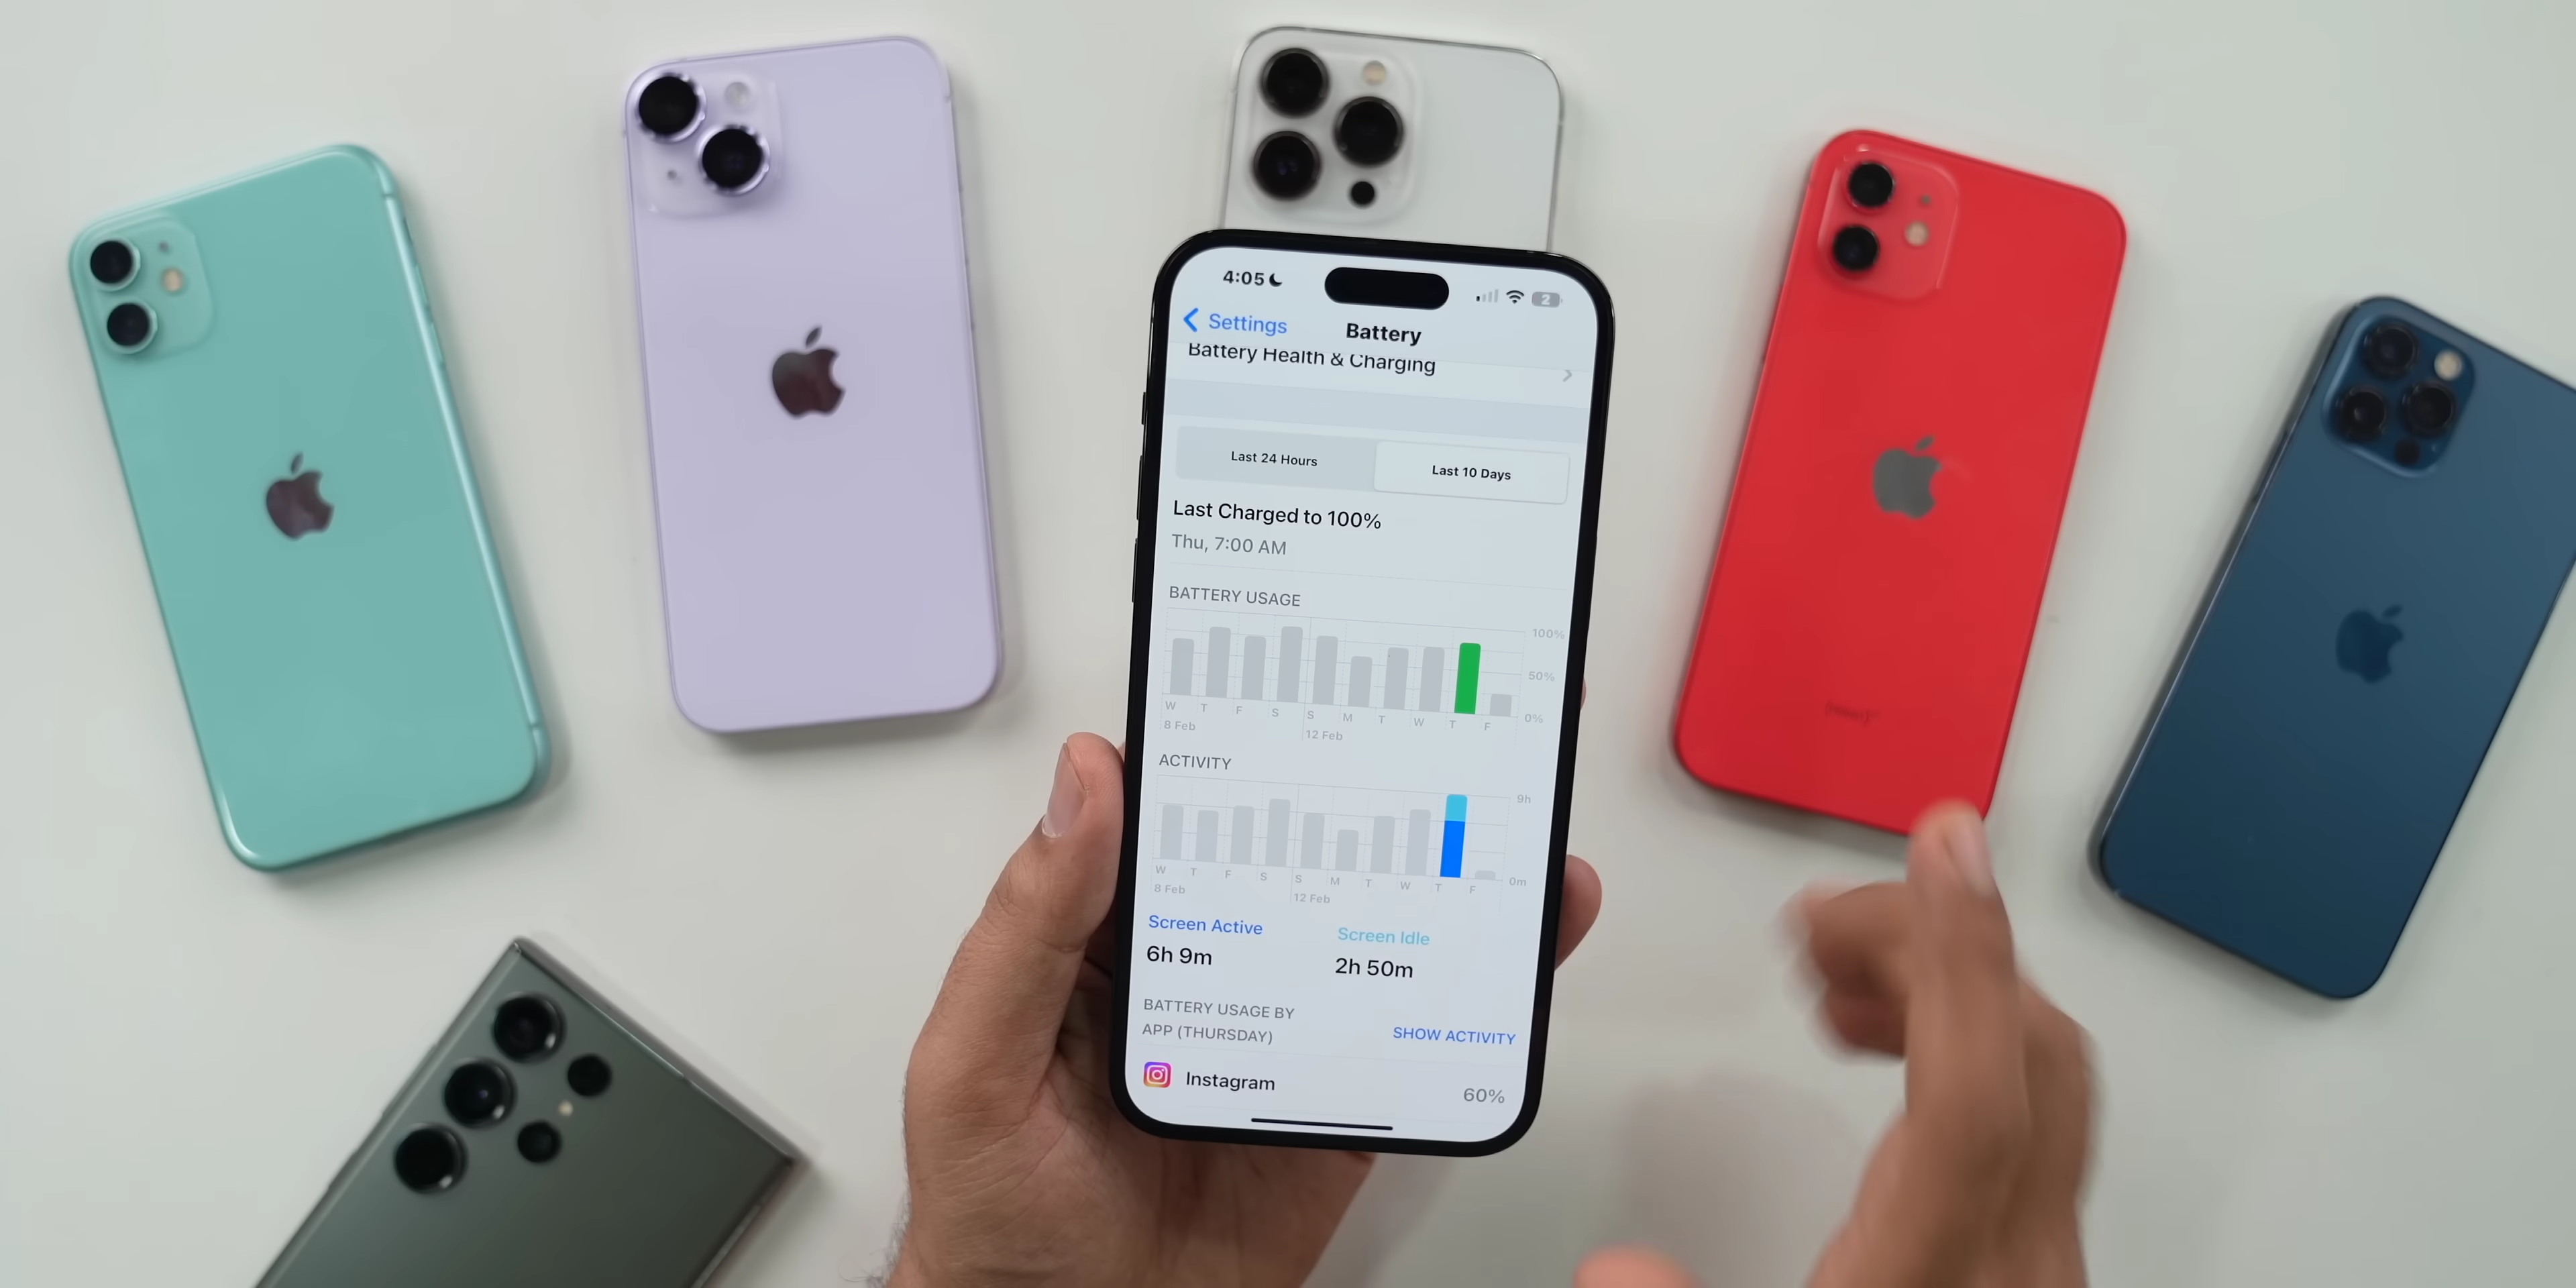 4:05
2
Settings
Battery
Battery Health & Charging
Last 24 Hours
Last 10 Days
Last Charged to 100%
Thu, 7:00 AM
BATTERY USAGE
100%
50%
0%
W T F S S M T W T F
8 Feb
12 Feb
ACTIVITY
9h
0m
W T F S S M T W T F
8 Feb
12 Feb
Screen Active
Screen Idle
6h 9m
2h 50m
BATTERY USAGE BY
APP (THURSDAY)
SHOW ACTIVITY
Instagram
60%